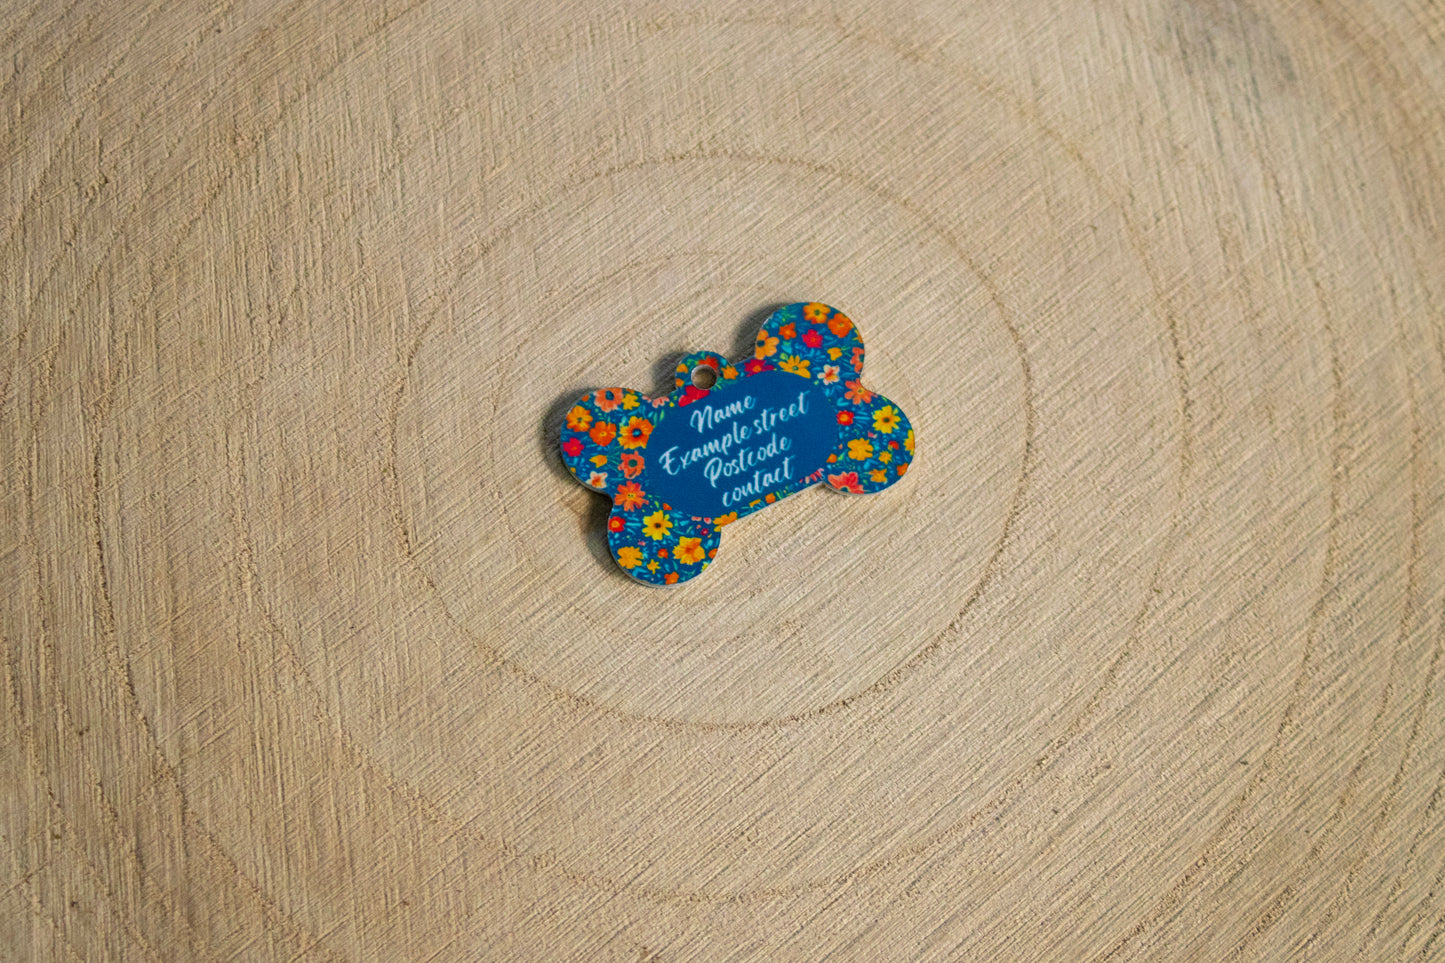 Name
Example street
Postcode
contact